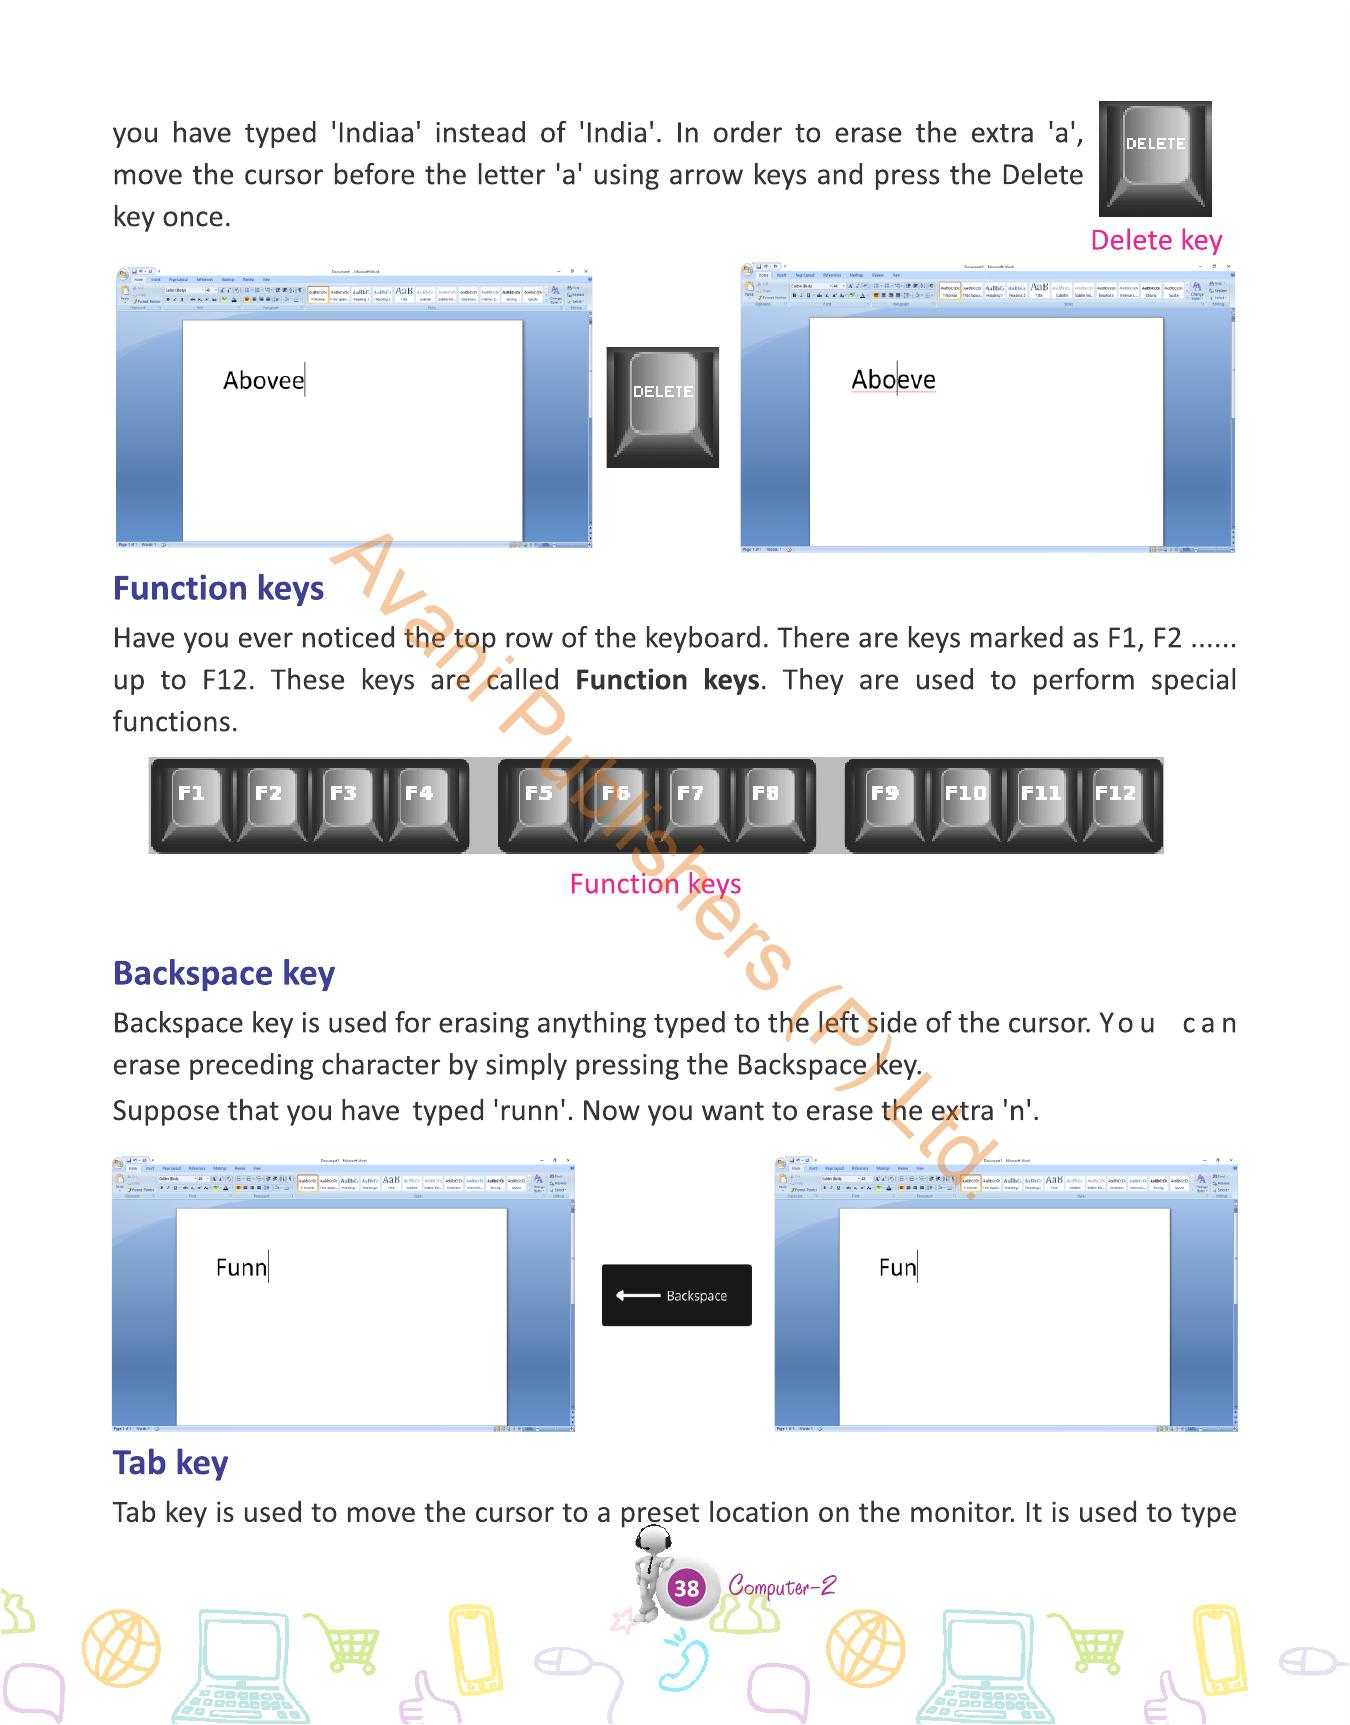 you have typed 'Indiaa' instead of 'India'. In order to erase the extra 'a',
move the cursor before the letter 'a' using arrow keys and press the Delete
key once.
DELETE
Delete key
Abovee
DELETE
Aboeve
Function keys
Have you ever noticed the top row of the keyboard. There are keys marked as F1, F2 ......
up to F12. These keys are called Function keys. They are used to perform special
functions.
F1 F2 F3 F4 F5 F6 F7 F8 F9 F10 F11 F12
Function keys
Backspace key
Backspace key is used for erasing anything typed to the left side of the cursor. You can
erase preceding character by simply pressing the Backspace key.
Suppose that you have typed 'runn'. Now you want to erase the extra 'n'.
Funn
Backspace
Fun
Tab key
Tab key is used to move the cursor to a preset location on the monitor. It is used to type
38 Computer-2
Avani Publishers (P) Ltd.